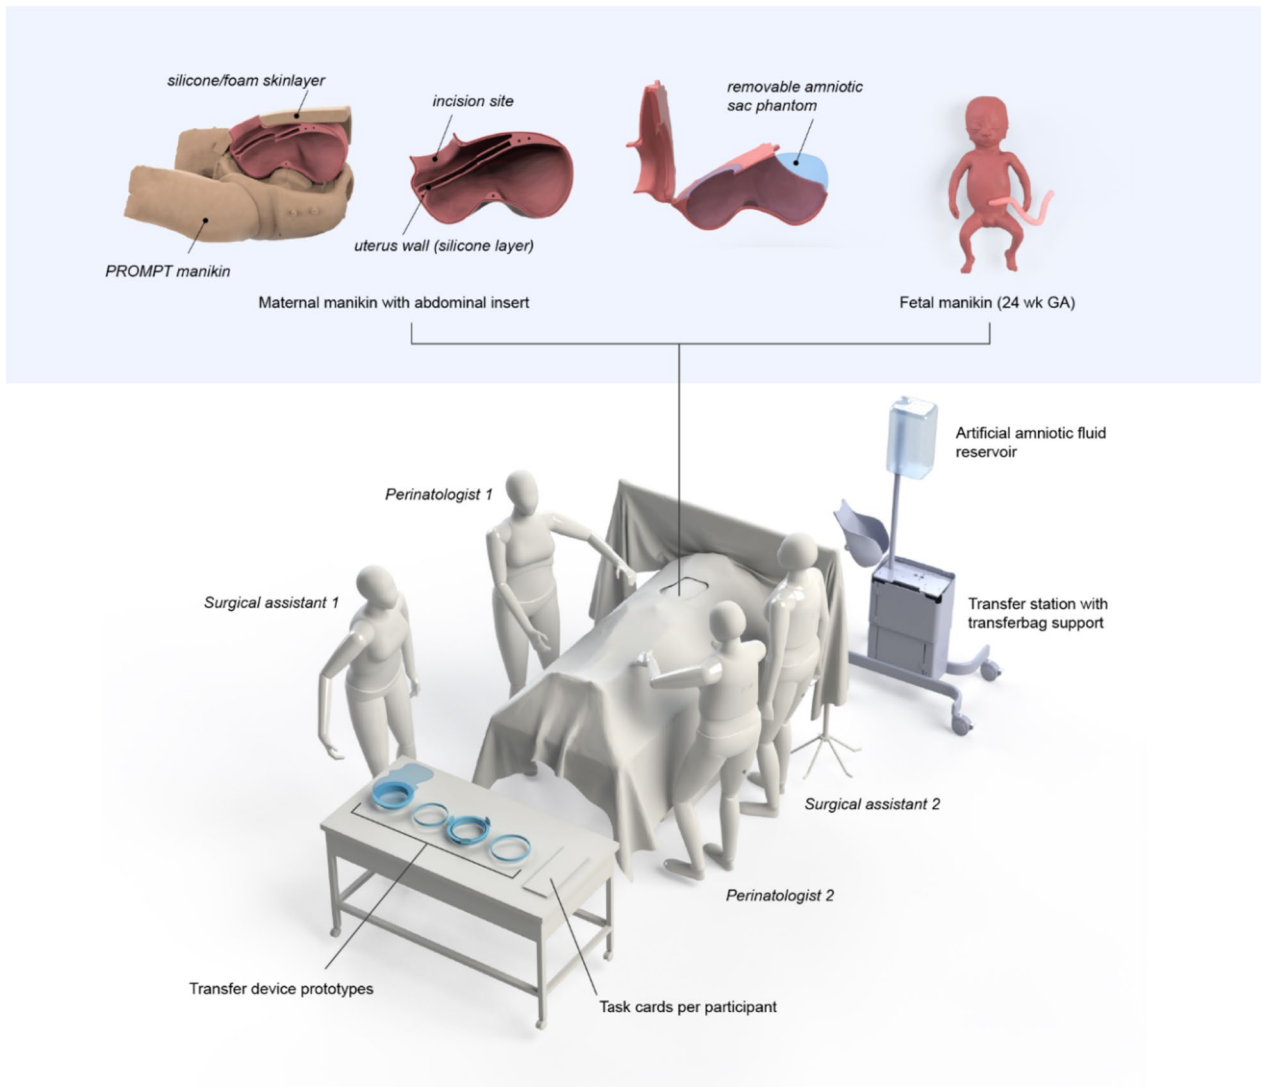 silicone/foam skinlayer
incision site
removable amniotic
sac phantom
uterus wall (silicone layer)
PROMPT manikin
Maternal manikin with abdominal insert
Fetal manikin (24 wk GA)
Artificial amniotic fluid
reservoir
Perinatologist 1
Surgical assistant 1
Transfer station with
transferbag support
Surgical assistant 2
Perinatologist 2
Transfer device prototypes
Task cards per participant